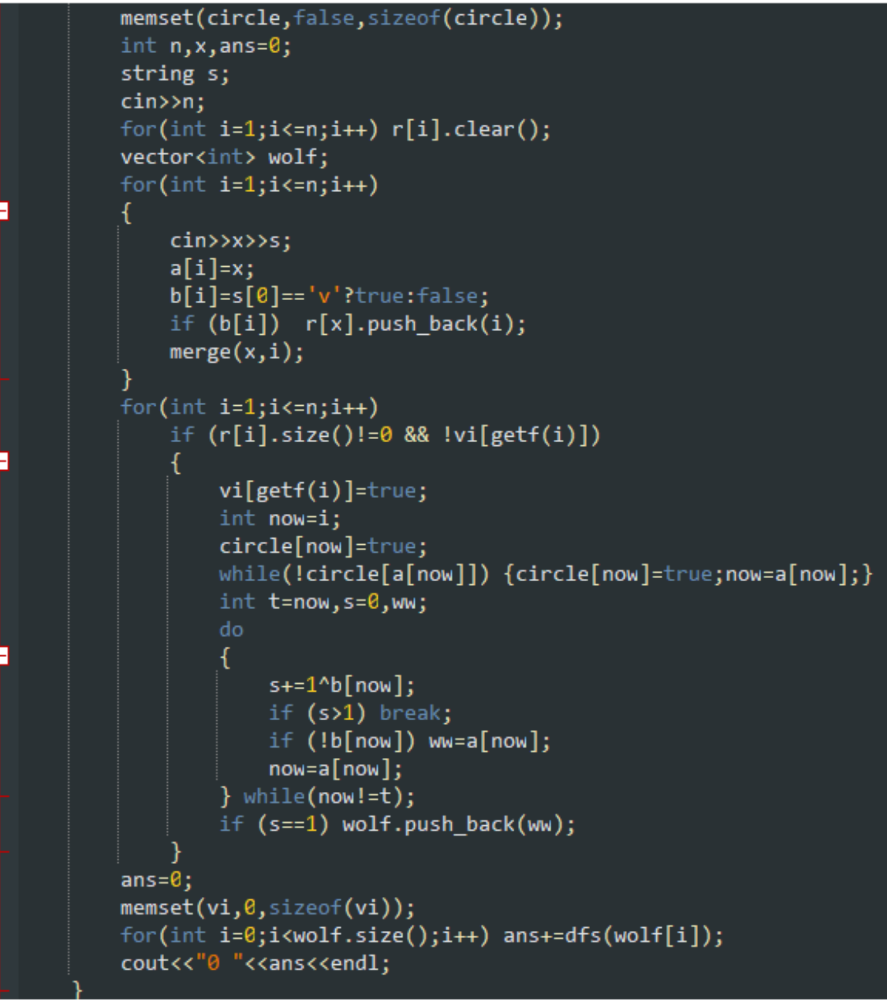 memset(circle,false,sizeof(circle));
int n,x,ans=0;
string s;
cin>>n;
for(int i=1;i<=n;i++) r[i].clear();
vector<int> wolf;
for(int i=1;i<=n;i++)
{
cin>>x>>s;
a[i]=x;
b[i]=s[0]=='v'?true:false;
if (b[i])  r[x].push_back(i);
merge(x,i);
}
for(int i=1;i<=n;i++)
if (r[i].size()!=0 && !vi[getf(i)])
{
vi[getf(i)]=true;
int now=i;
circle[now]=true;
while(!circle[a[now]]) {circle[now]=true;now=a[now];}
int t=now,s=0,ww;
do
{
s+=1^b[now];
if (s>1) break;
if (!b[now]) ww=a[now];
now=a[now];
} while(now!=t);
if (s==1) wolf.push_back(ww);
}
ans=0;
memset(vi,0,sizeof(vi));
for(int i=0;i<wolf.size();i++) ans+=dfs(wolf[i]);
cout<<"0 "<<ans<<endl;
}